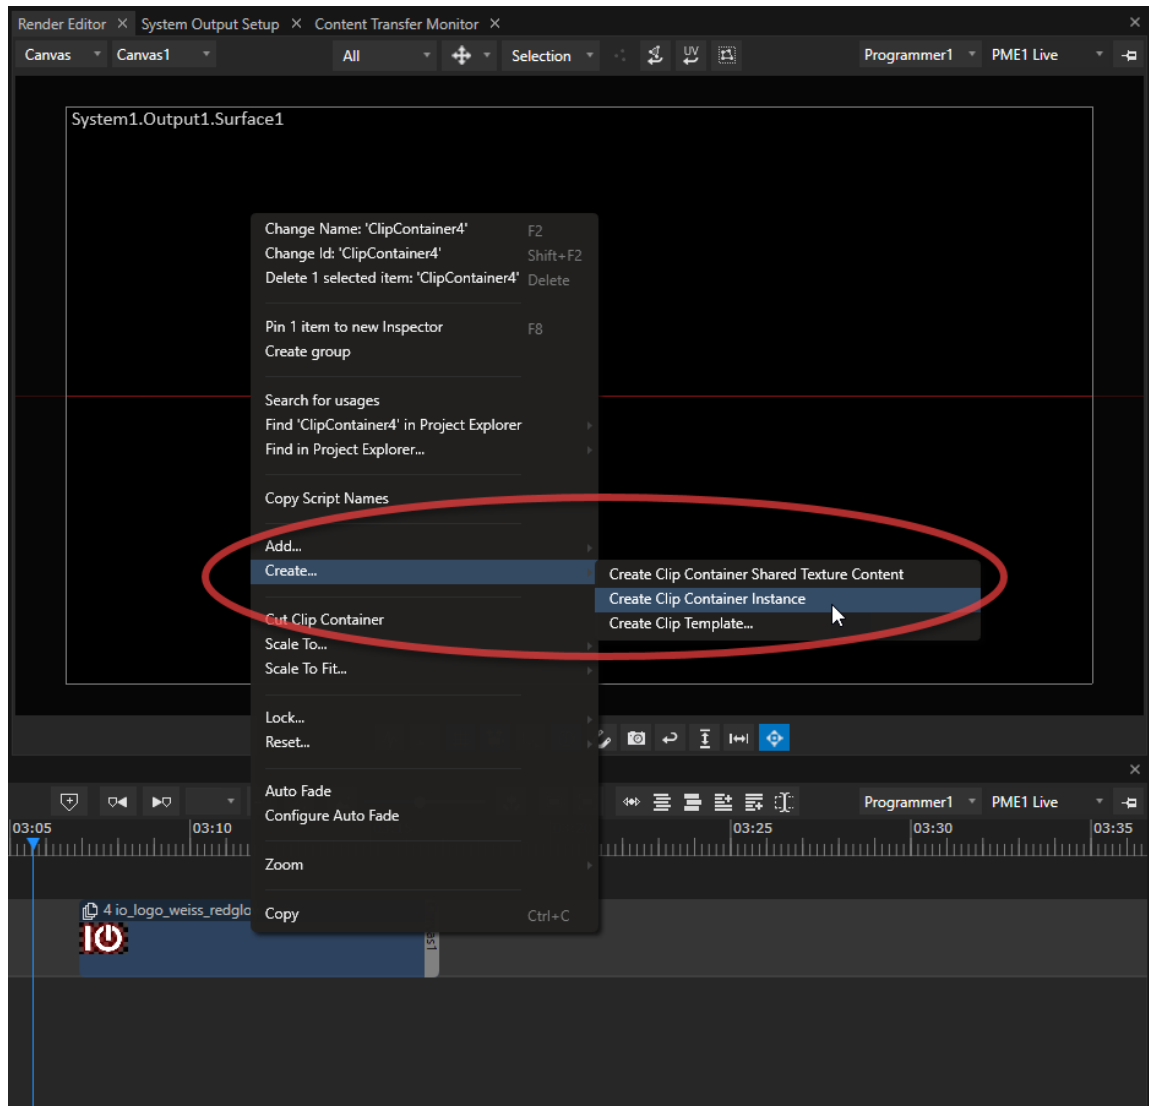 Render Editor System Output Setup Content Transfer Monitor
Canvas Canvas1 All Selection UV Programmer1 PME1 Live
System1.Output1.Surface1
Change Name: 'ClipContainer4' F2
Change Id: 'ClipContainer4' Shift+F2
Delete 1 selected item: 'ClipContainer4' Delete
Pin 1 item to new Inspector F8
Create group
Search for usages
Find 'ClipContainer4' in Project Explorer
Find in Project Explorer...
Copy Script Names
Add...
Create...
Create Clip Container Shared Texture Content
Create Clip Container Instance
Create Clip Template...
Cut Clip Container
Scale To...
Scale To Fit...
Lock...
Reset...
Auto Fade
Configure Auto Fade
Zoom
Copy Ctrl+C
Programmer1 PME1 Live
03:05 03:10 03:25 03:30 03:35
4 io_logo_weiss_redglo